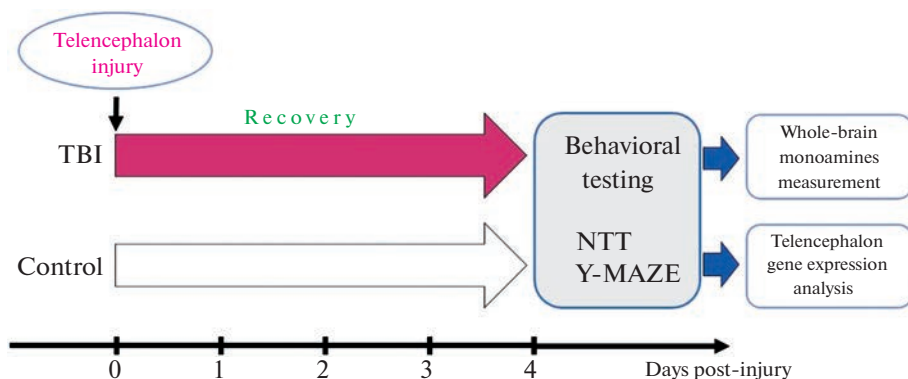 Telencephalon
injury
Recovery
TBI
Control
Behavioral
testing
NTT
Y-MAZE
Whole-brain
monoamines
measurement
Telencephalon
gene expression
analysis
0 1 2 3 4 Days post-injury